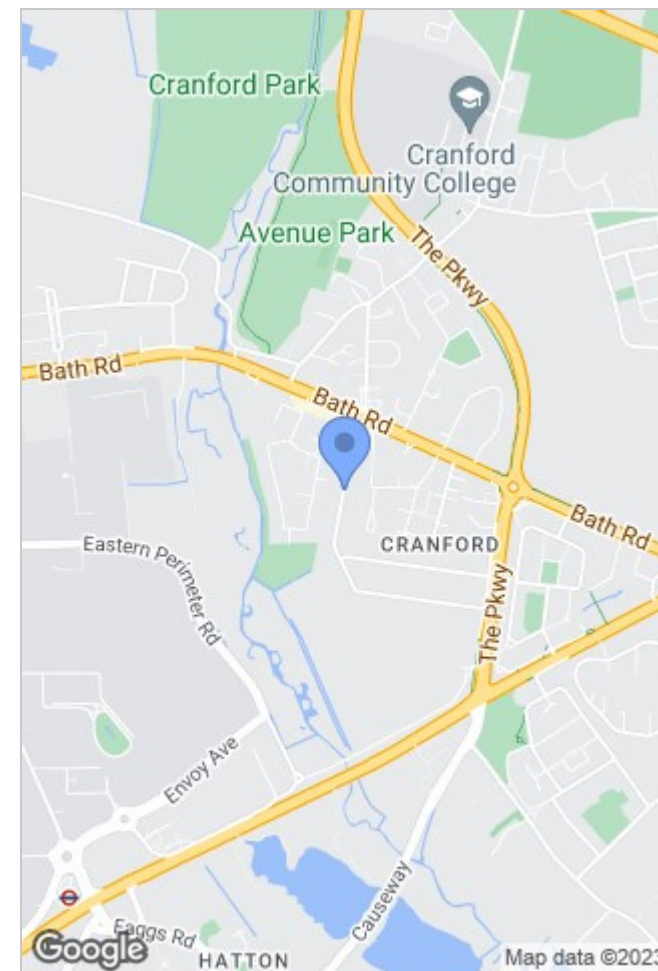 Cranford Park
Cranford
Community College
Avenue Park
The Pkwy
Bath Rd
Bath Rd
Bath Rd
Eastern Perimeter Rd
CRANFORD
The Pkwy
Envoy Ave
Causeway
Faggs Rd
HATTON
Google
Map data ©2023